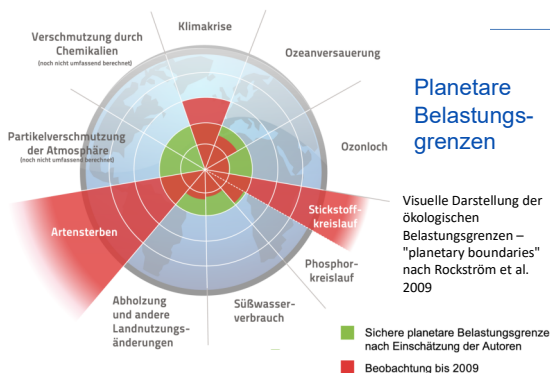 Klimakrise
Verschmutzung durch
Chemikalien
(noch nicht umfassend berechnet)
Ozeanversauerung
Partikelverschmutzung
der Atmosphäre
(noch nicht umfassend berechnet)
Ozonloch
Artensterben
Stickstoff-
kreislauf
Phosphor-
kreislauf
Abholzung
und andere
Landnutzungs-
änderungen
Süßwasser-
verbrauch
Planetare
Belastungs-
grenzen
Visuelle Darstellung der
ökologischen
Belastungsgrenzen –
"planetary boundaries"
nach Rockström et al.
2009
Sichere planetare Belastungsgrenze
nach Einschätzung der Autoren
Beobachtung bis 2009